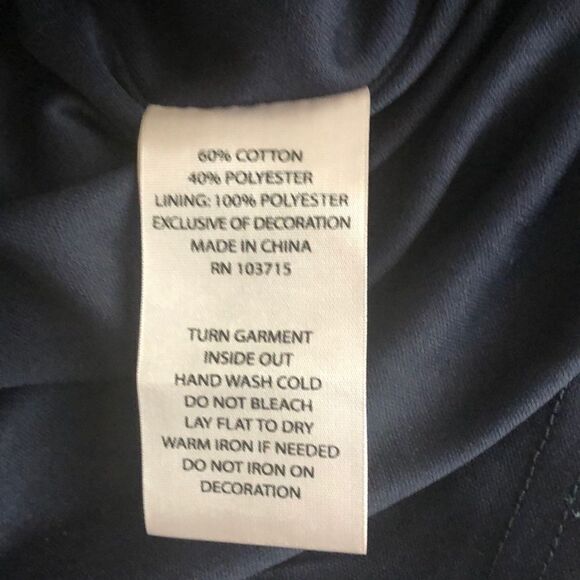 60% COTTON
40% POLYESTER
LINING: 100% POLYESTER
EXCLUSIVE OF DECORATION
MADE IN CHINA
RN 103715
TURN GARMENT
INSIDE OUT
HAND WASH COLD
DO NOT BLEACH
LAY FLAT TO DRY
WARM IRON IF NEEDED
DO NOT IRON ON
DECORATION